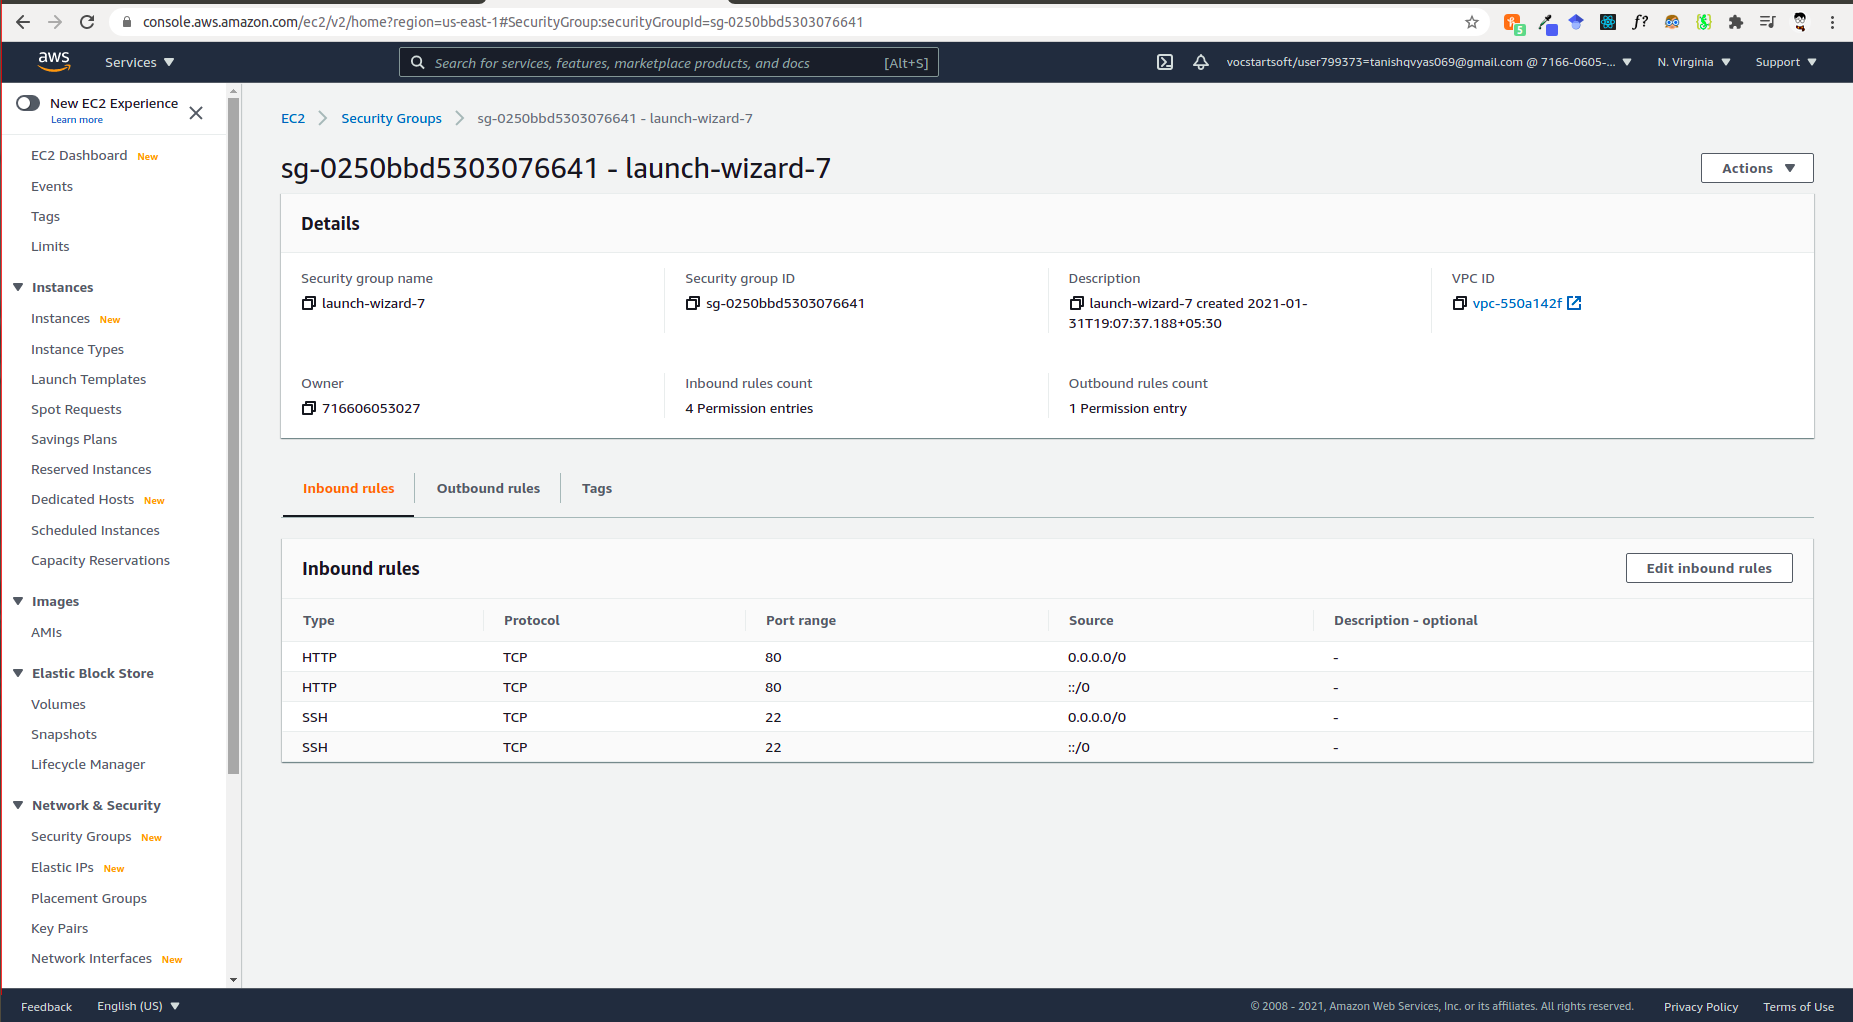 console.aws.amazon.com/ec2/v2/home?region=us-east-1#SecurityGroup:securityGroupId=sg-0250bbd5303076641
5
f?
aws
Services
Search for services, features, marketplace products, and docs [Alt+S]
vocstartsoft/user799373=tanishqvyas069@gmail.com @ 7166-0605-...
N. Virginia
Support
New EC2 Experience
Learn more
EC2 Dashboard New
Events
Tags
Limits
Instances
Instances New
Instance Types
Launch Templates
Spot Requests
Savings Plans
Reserved Instances
Dedicated Hosts New
Scheduled Instances
Capacity Reservations
Images
AMIs
Elastic Block Store
Volumes
Snapshots
Lifecycle Manager
Network & Security
Security Groups New
Elastic IPs New
Placement Groups
Key Pairs
Network Interfaces New
EC2 Security Groups sg-0250bbd5303076641 - launch-wizard-7
sg-0250bbd5303076641 - launch-wizard-7
Actions
Details
Security group name
launch-wizard-7
Security group ID
sg-0250bbd5303076641
Description
launch-wizard-7 created 2021-01-
31T19:07:37.188+05:30
VPC ID
vpc-550a142f
Owner
716606053027
Inbound rules count
4 Permission entries
Outbound rules count
1 Permission entry
Inbound rules
Outbound rules
Tags
Inbound rules
Edit inbound rules
Type Protocol Port range Source Description - optional
HTTP TCP 80 0.0.0.0/0 -
HTTP TCP 80 ::/0 -
SSH TCP 22 0.0.0.0/0 -
SSH TCP 22 ::/0 -
Feedback
English (US)
© 2008 - 2021, Amazon Web Services, Inc. or its affiliates. All rights reserved.
Privacy Policy
Terms of Use